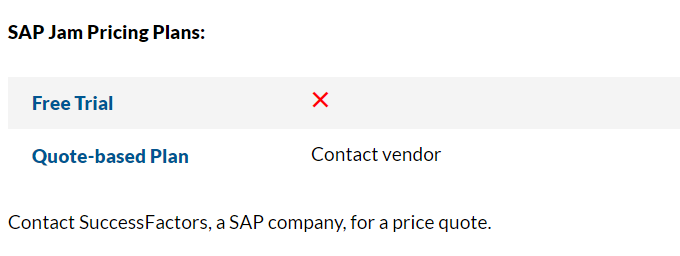 SAP Jam Pricing Plans:
Free Trial
Quote-based Plan Contact vendor
Contact SuccessFactors, a SAP company, for a price quote.